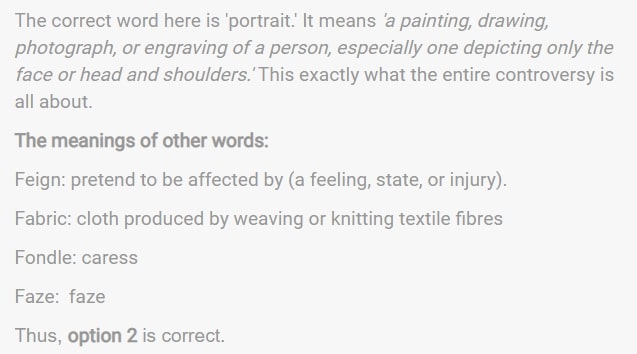 The correct word here is 'portrait.' It means 'a painting, drawing,
photograph, or engraving of a person, especially one depicting only the
face or head and shoulders.' This exactly what the entire controversy is
all about.
The meanings of other words:
Feign: pretend to be affected by (a feeling, state, or injury).
Fabric: cloth produced by weaving or knitting textile fibres
Fondle: caress
Faze:  faze
Thus, option 2 is correct.